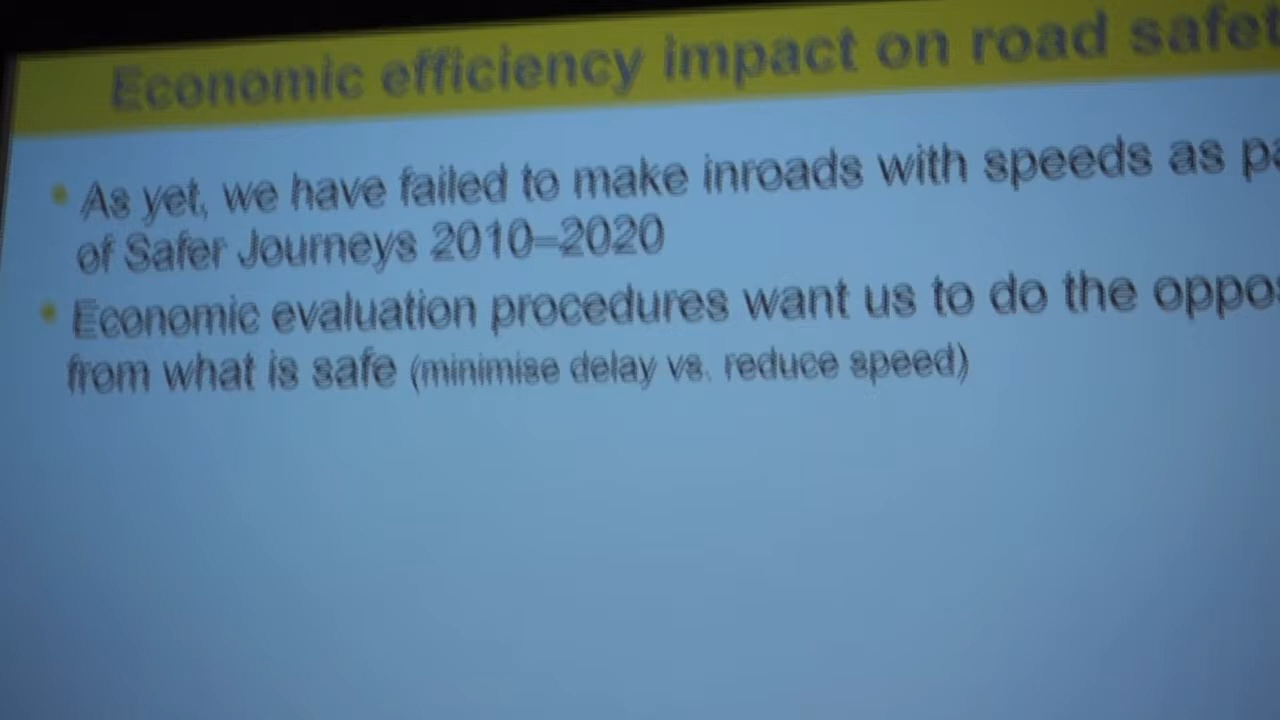 Economic efficiency impact on road safet
As yet, we have failed to make inroads with speeds as pa
of Safer Journeys 2010–2020
Economic evaluation procedures want us to do the oppos
from what is safe (minimise delay vs. reduce speed)